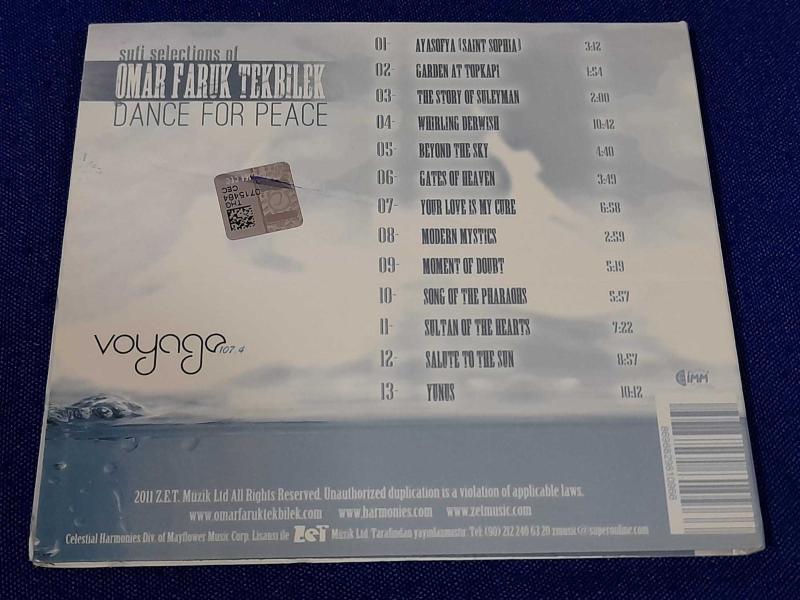 sufi selections of
OMAR FARUK TEKBILEK
DANCE FOR PEACE
01- AYASOFYA (SAINT SOPHIA) 3:12
02- GARDEN AT TOPKAPI 1:54
03- THE STORY OF SULEYMAN 2:00
04- WHIRLING DERWISH 10:42
05- BEYOND THE SKY 4:40
06- GATES OF HEAVEN 3:49
07- YOUR LOVE IS MY CURE 6:58
08- MODERN MYSTICS 2:59
09- MOMENT OF DOUBT 5:19
10- SONG OF THE PHARAOHS 5:57
11- SULTAN OF THE HEARTS 7:22
12- SALUTE TO THE SUN 8:57
13- YUNUS 10:12
THG
0715484
CEC
voyage 107.4
İMM
2011 Z.E.T. Müzik Ltd All Rights Reserved. Unauthorized duplication is a violation of applicable laws.
www.omarfaruktekbilek.com www.harmonies.com www.zetmusic.com
Celestial Harmonies Div. of Mayflower Music Corp. Lisansı ile ZeT Müzik Ltd Tarafından yayınlanmıştır Tel: (90) 212 240 63 20 zmusic@superonline.com